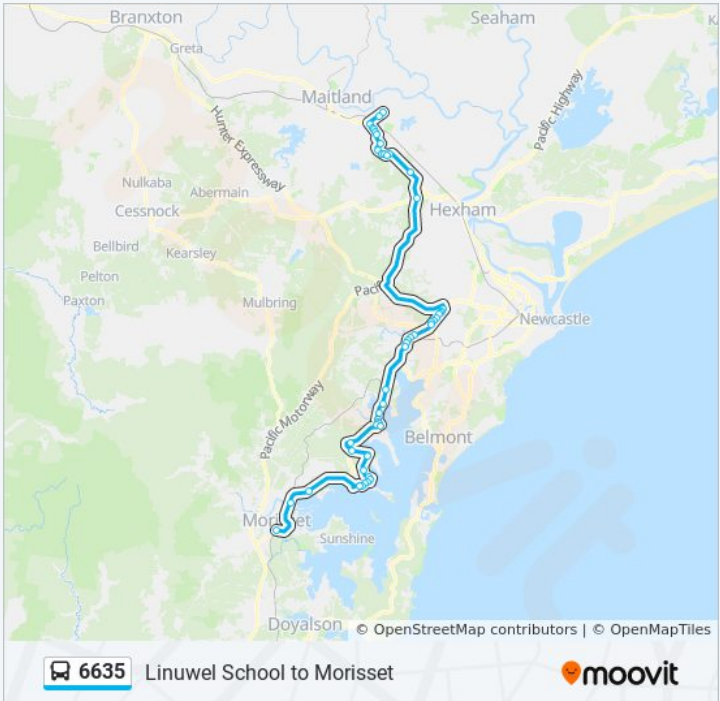 Branxton
Seaham
Greta
Maitland
Pacific Highway
Hunter Expressway
Nulkaba
Abermain
Cessnock
Hexham
Bellbird
Kearsley
Pelton
Paxton
Mulbring
Pacif
Newcastle
Pacific Motorway
Belmont
Morisset
Sunshine
Doyalson
© OpenStreetMap contributors | © OpenMapTiles
6635 Linuwel School to Morisset
moovit